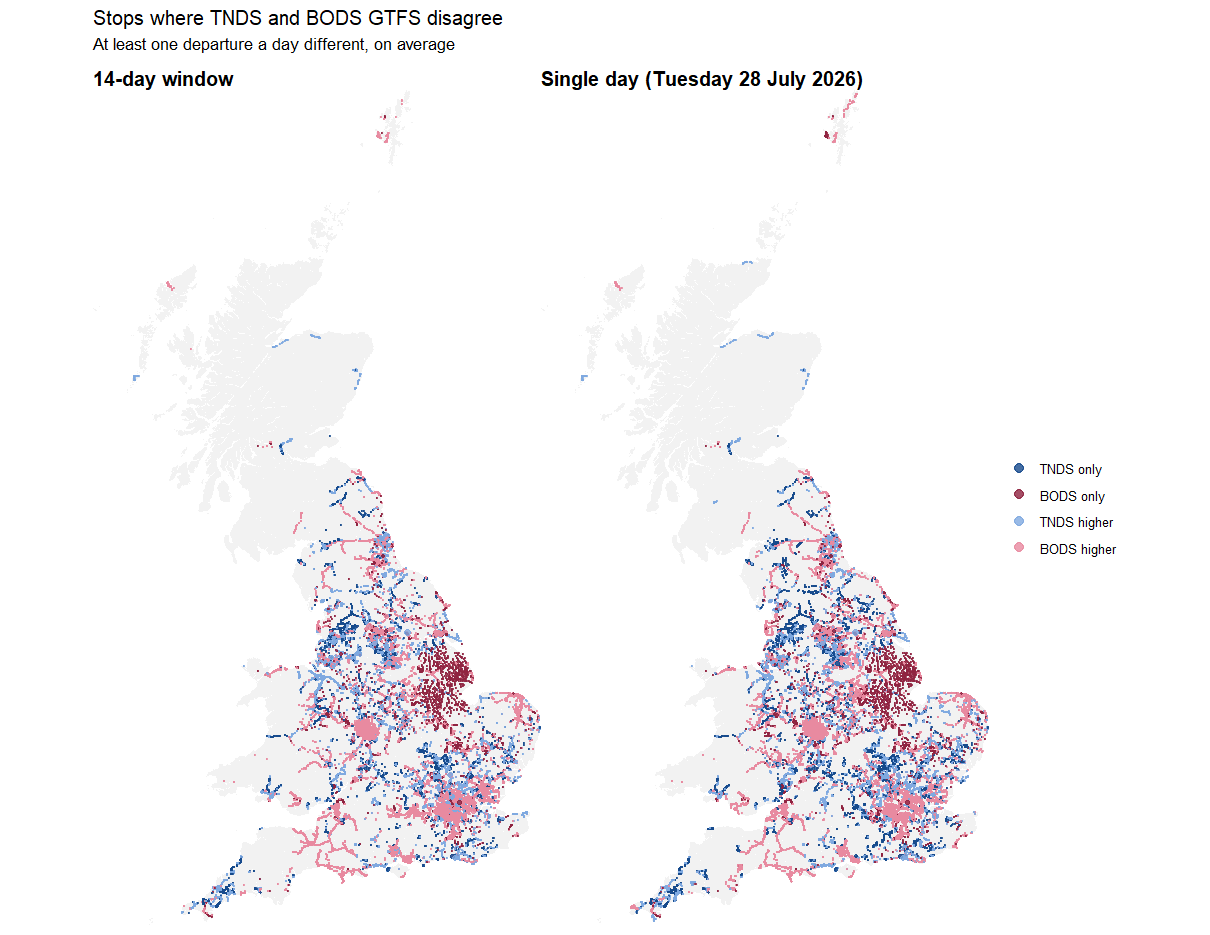 Stops where TNDS and BODS GTFS disagree
At least one departure a day different, on average
14-day window
Single day (Tuesday 28 July 2026)
TNDS only
BODS only
TNDS higher
BODS higher